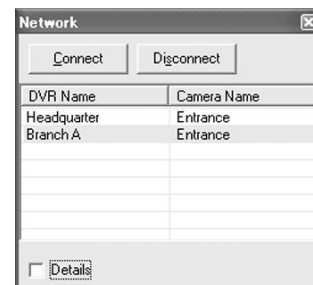 Network
Connect Disconnect
DVR Name Camera Name
Headquarter Entrance
Branch A Entrance
Details